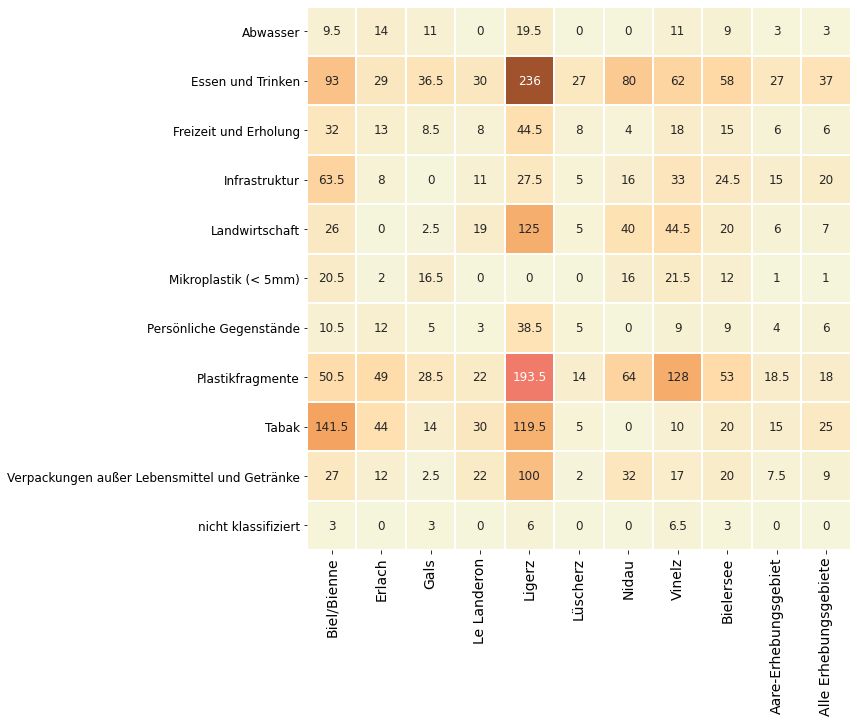 Abwasser 9.5 14 11 0 19.5 0 0 11 9 3 3
Essen und Trinken 93 29 36.5 30 236 27 80 62 58 27 37
Freizeit und Erholung 32 13 8.5 8 44.5 8 4 18 15 6 6
Infrastruktur 63.5 8 0 11 27.5 5 16 33 24.5 15 20
Landwirtschaft 26 0 2.5 19 125 5 40 44.5 20 6 7
Mikroplastik (< 5mm) 20.5 2 16.5 0 0 0 16 21.5 12 1 1
Persönliche Gegenstände 10.5 12 5 3 38.5 5 0 9 9 4 6
Plastikfragmente 50.5 49 28.5 22 193.5 14 64 128 53 18.5 18
Tabak 141.5 44 14 30 119.5 5 0 10 20 15 25
Verpackungen außer Lebensmittel und Getränke 27 12 2.5 22 100 2 32 17 20 7.5 9
nicht klassifiziert 3 0 3 0 6 0 0 6.5 3 0 0
Biel/Bienne
Erlach
Gals
Le Landeron
Ligerz
Lüscherz
Nidau
Vinelz
Bielersee
Aare-Erhebungsgebiet
Alle Erhebungsgebiete